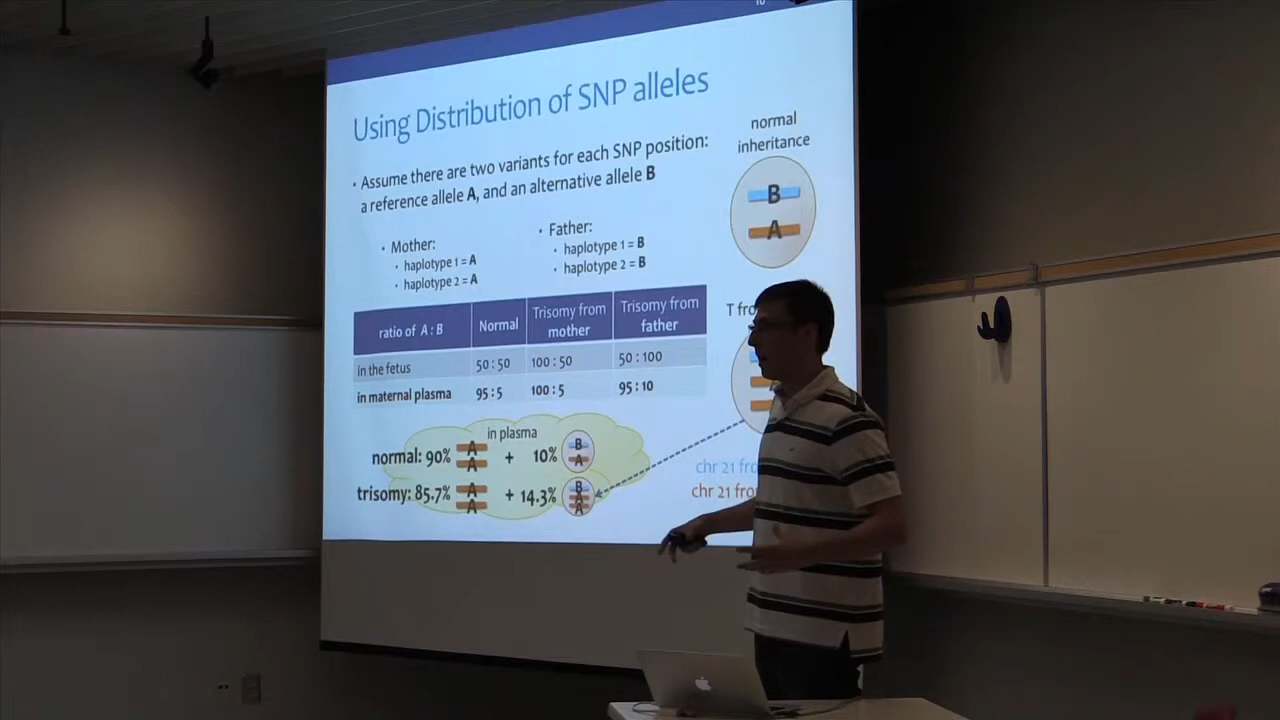 10
Using Distribution of SNP alleles
• Assume there are two variants for each SNP position:
a reference allele A, and an alternative allele B
• Mother:
• haplotype 1 = A
• haplotype 2 = A
• Father:
• haplotype 1 = B
• haplotype 2 = B
ratio of A : B Normal Trisomy from mother Trisomy from father
in the fetus 50 : 50 100 : 50 50 : 100
in maternal plasma 95 : 5 100 : 5 95 : 10
in plasma
normal: 90% A A + 10% B A
trisomy: 85.7% A A + 14.3% B A A
normal
inheritance
B
A
T
chr 21
chr 21